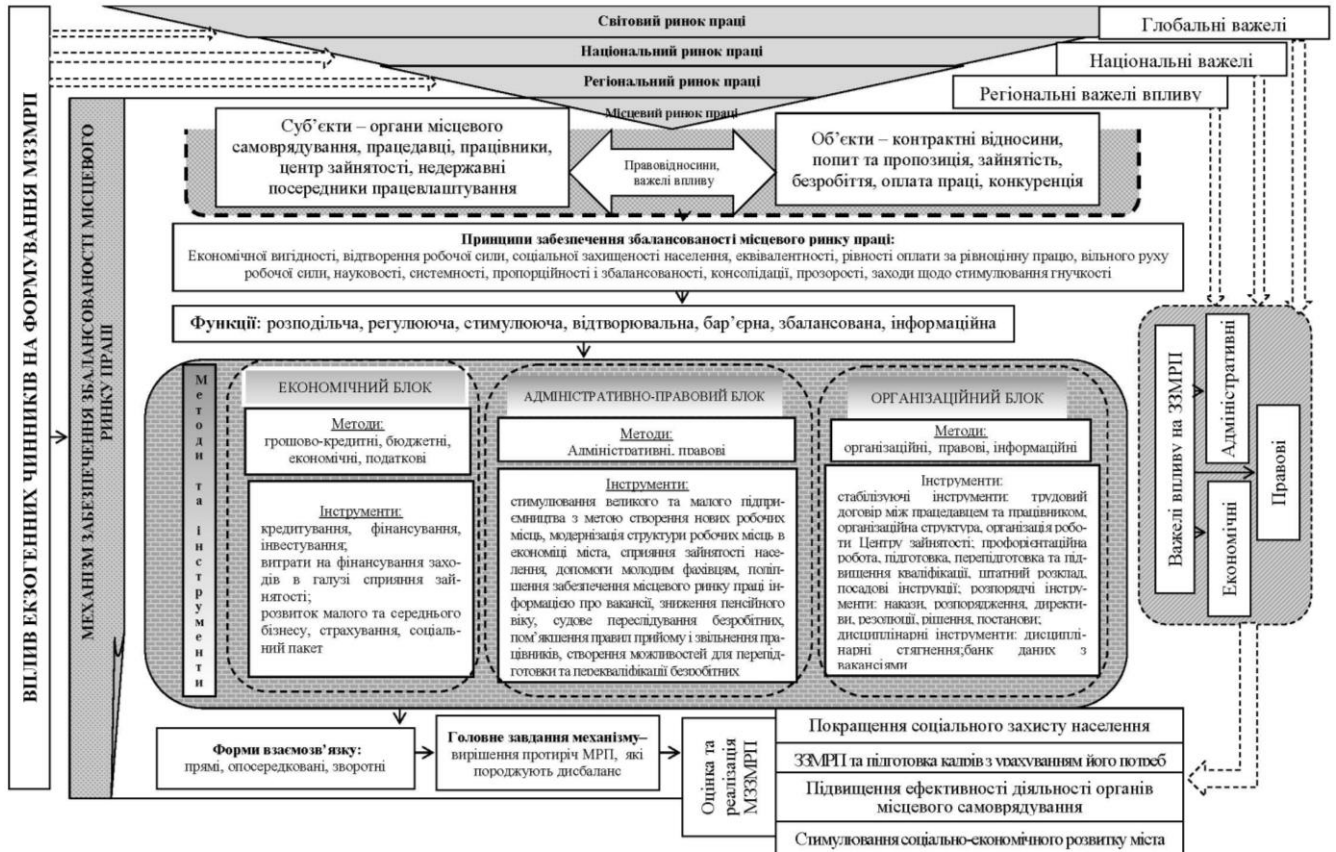 ВПЛИВ ЕКЗОГЕННИХ ЧИННИКІВ НА ФОРМУВАННЯ МЗЗМРП
МЕХАНІЗМ ЗАБЕЗПЕЧЕННЯ ЗБАЛАНСОВАНОСТІ МІСЦЕВОГО
РИНКУ ПРАЦІ
Світовий ринок праці
Національний ринок праці
Регіональний ринок праці
Місцевий ринок праці
Глобальні важелі
Національні важелі
Регіональні важелі впливу
Суб’єкти – органи місцевого
самоврядування, працедавці, працівники,
центр зайнятості, недержавні
посередники працевлаштування
Правовідносини,
важелі впливу
Об’єкти – контрактні відносини,
попит та пропозиція, зайнятість,
безробіття, оплата праці, конкуренція
Принципи забезпечення збалансованості місцевого ринку праці:
Економічної вигідності, відтворення робочої сили, соціальної захищеності населення, еквівалентності, рівності оплати за рівноцінну працю, вільного руху
робочої сили, науковості, системності, пропорційності і збалансованості, консолідації, прозорості, заходи щодо стимулювання гнучкості
Функції: розподільча, регулююча, стимулююча, відтворювальна, бар’єрна, збалансована, інформаційна
Методи та інструменти
ЕКОНОМІЧНИЙ БЛОК
Методи:
грошово-кредитні, бюджетні,
економічні, податкові
Інструменти:
кредитування, фінансування,
інвестування;
витрати на фінансування захо-
дів в галузі сприяння зай-
нятості;
розвиток малого та середнього
бізнесу, страхування, соціаль-
ний пакет
АДМІНІСТРАТИВНО-ПРАВОВИЙ БЛОК
Методи:
Адміністративні, правові
Інструменти:
стимулювання великого та малого підпри-
ємництва з метою створення нових робочих
місць, модернізація структури робочих місць в
економіці міста, сприяння зайнятості насе-
лення, допомоги молодим фахівцям, поліп-
шення забезпечення місцевого ринку праці ін-
формацією про вакансії, зниження пенсійного
віку, судове переслідування безробітних,
пом’якшення правил прийому і звільнення пра-
цівників, створення можливостей для перепід-
готовки та перекваліфікації безробітних
ОРГАНІЗАЦІЙНИЙ БЛОК
Методи:
організаційні, правові, інформаційні
Інструменти:
стабілізуючі інструменти: трудовий
договір між працедавцем та працівником,
організаційна структура, організація робо-
ти Центру зайнятості; профорієнтаційна
робота, підготовка, перепідготовка та під-
вищення кваліфікації, штатний розклад,
посадові інструкції; розпорядчі інстру-
менти: накази, розпорядження, директи-
ви, резолюції, рішення, постанови;
дисциплінарні інструменти: дисциплі-
нарні стягнення;банк даних з
вакансіями
Важелі впливу на ЗЗМРП
Адміністративні
Економічні
Правові
Форми взаємозв’язку:
прямі, опосередковані, зворотні
Головне завдання механізму–
вирішення протиріч МРП, які
породжують дисбаланс
Оцінка та
реалізація
МЗЗМРП
Покращення соціального захисту населення
ЗЗМРП та підготовка кадрів з урахуванням його потреб
Підвищення ефективності діяльності органів
місцевого самоврядування
Стимулювання соціально-економічного розвитку міста